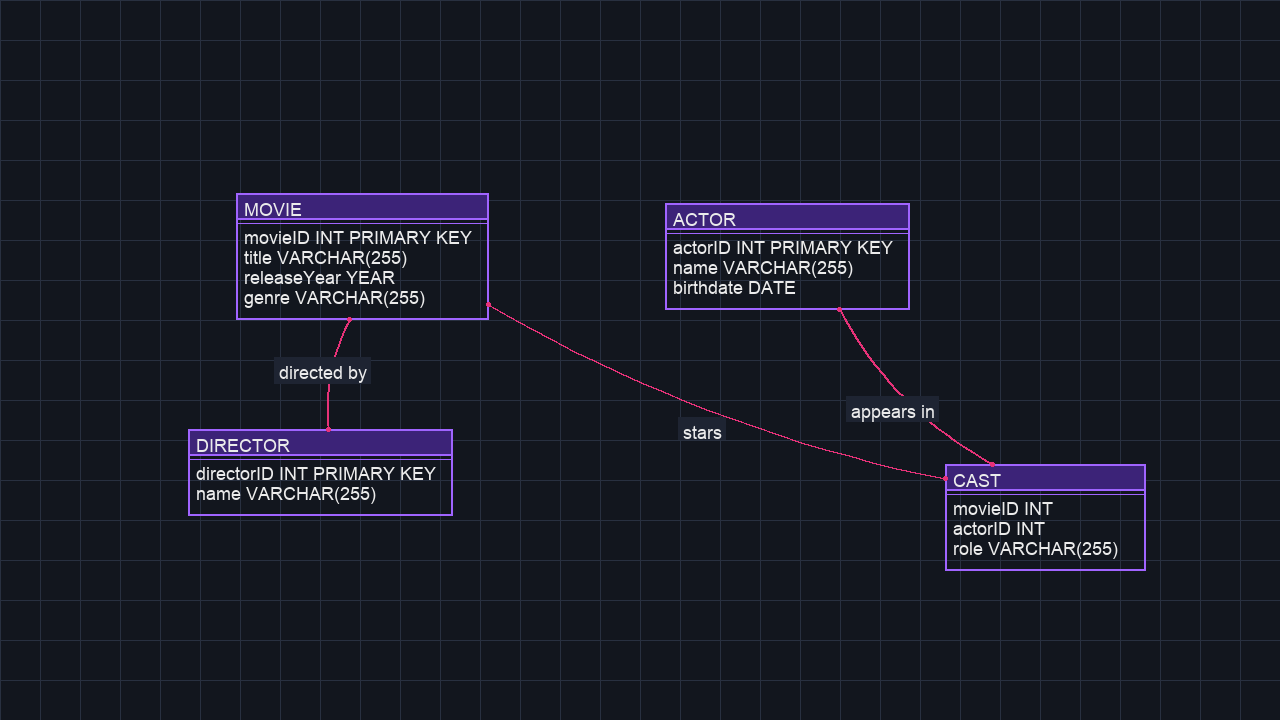 MOVIE
movieID INT PRIMARY KEY
title VARCHAR(255)
releaseYear YEAR
genre VARCHAR(255)
ACTOR
actorID INT PRIMARY KEY
name VARCHAR(255)
birthdate DATE
directed by
stars
appears in
DIRECTOR
directorID INT PRIMARY KEY
name VARCHAR(255)
CAST
movieID INT
actorID INT
role VARCHAR(255)